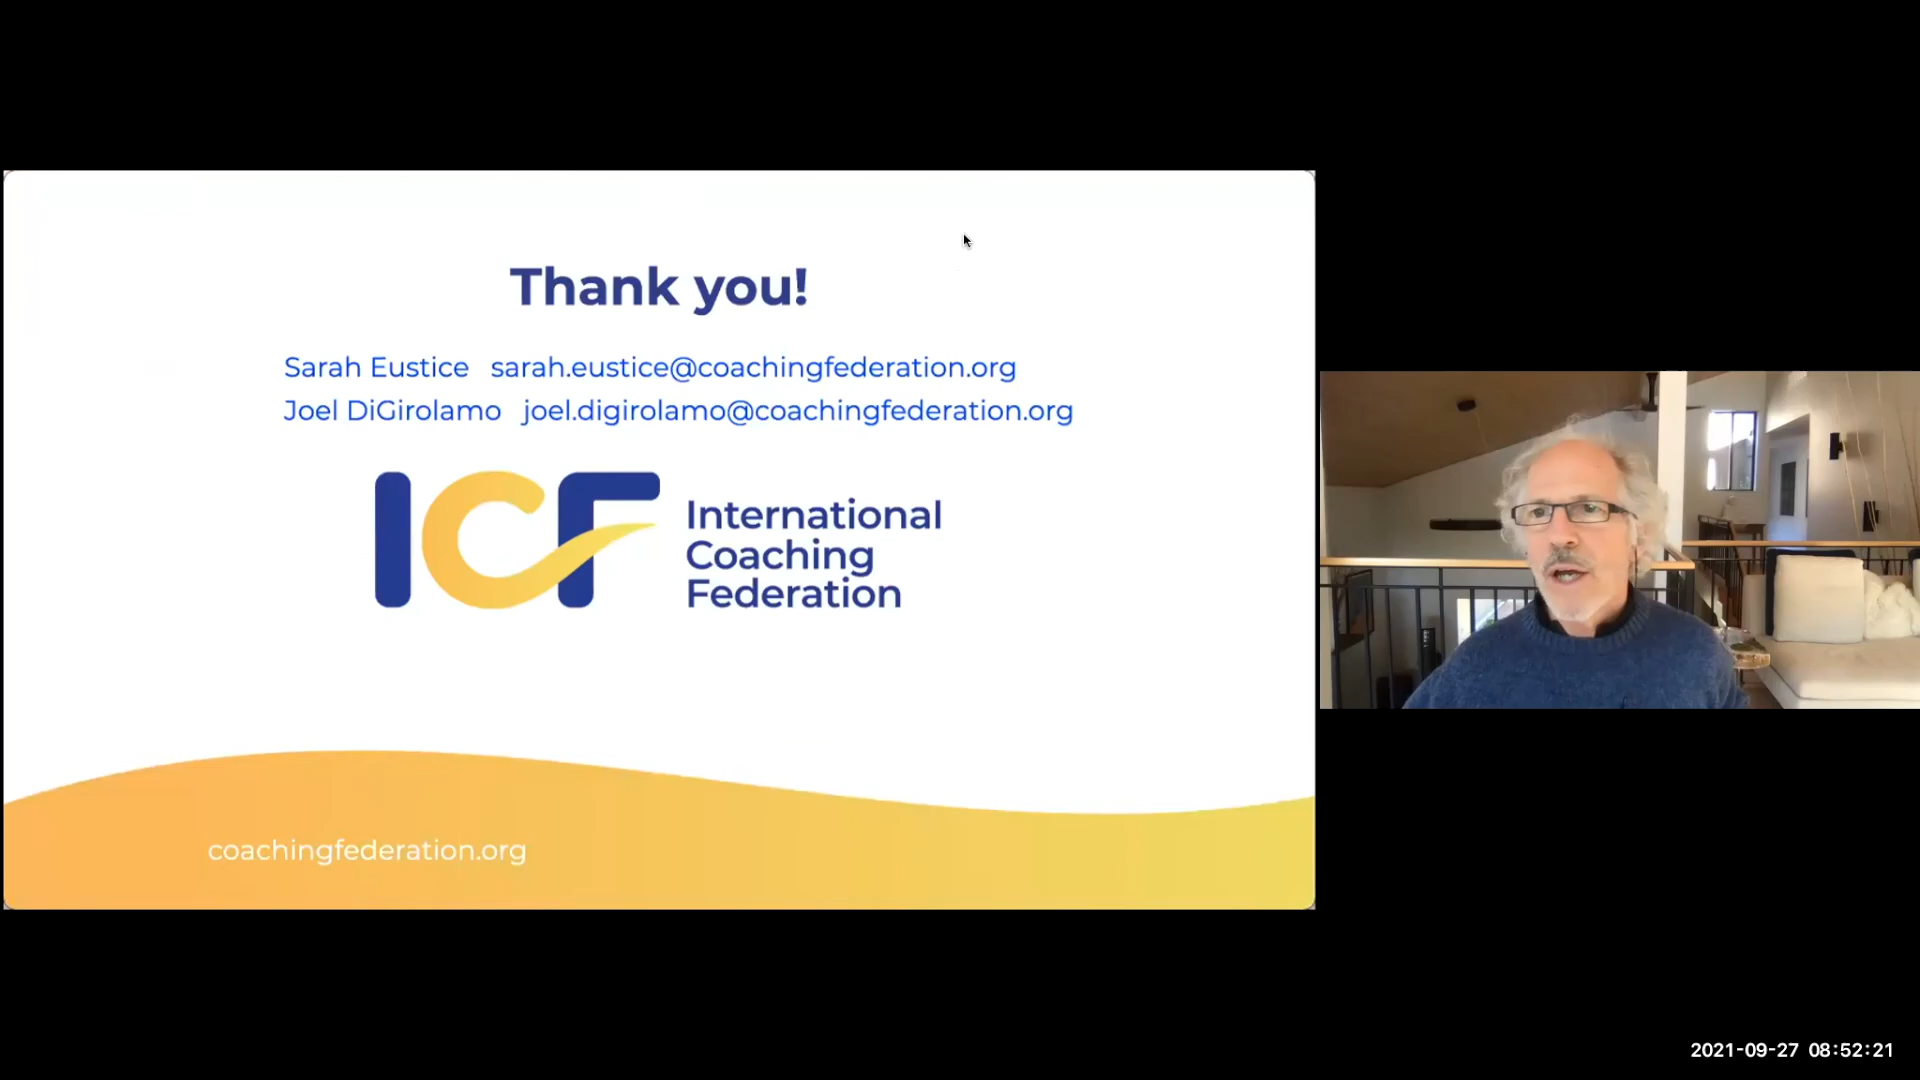 Thank you!
Sarah Eustice sarah.eustice@coachingfederation.org
Joel DiGirolamo joel.digirolamo@coachingfederation.org
ICF
International
Coaching
Federation
coachingfederation.org
2021-09-27 08:52:21